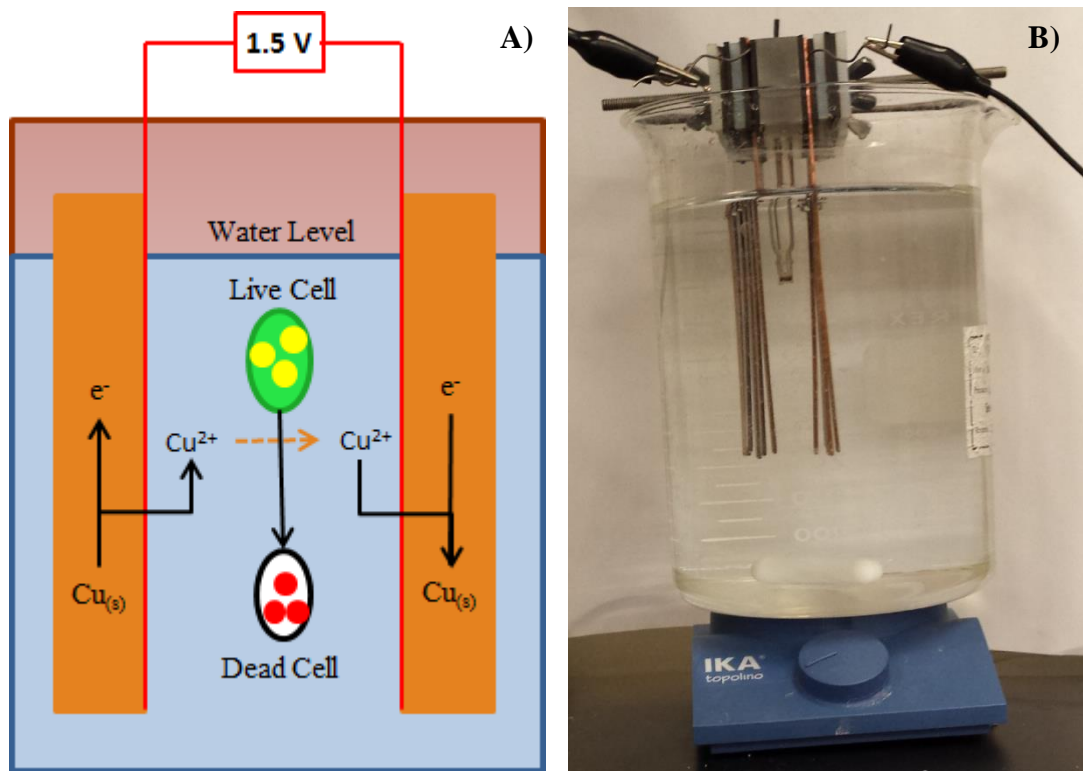 1.5 V
A)
Water Level
Live Cell
e⁻
e⁻
Cu²⁺
Cu²⁺
Cu(s)
Cu(s)
Dead Cell
B)
IKA
topolino